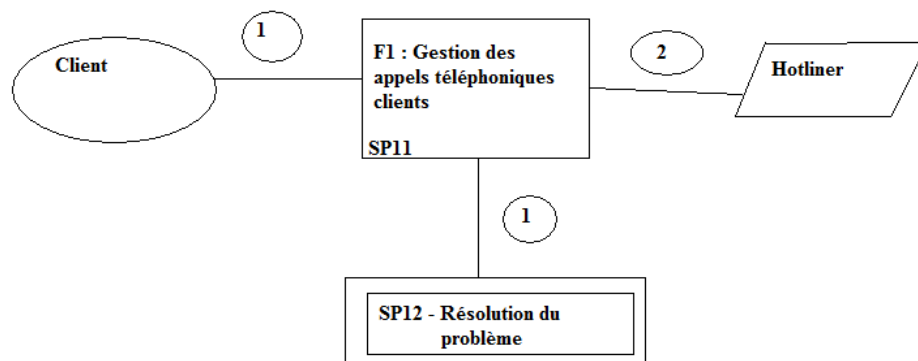 Client
1
F1 : Gestion des
appels téléphoniques
clients
SP11
2
Hotliner
1
SP12 - Résolution du
problème